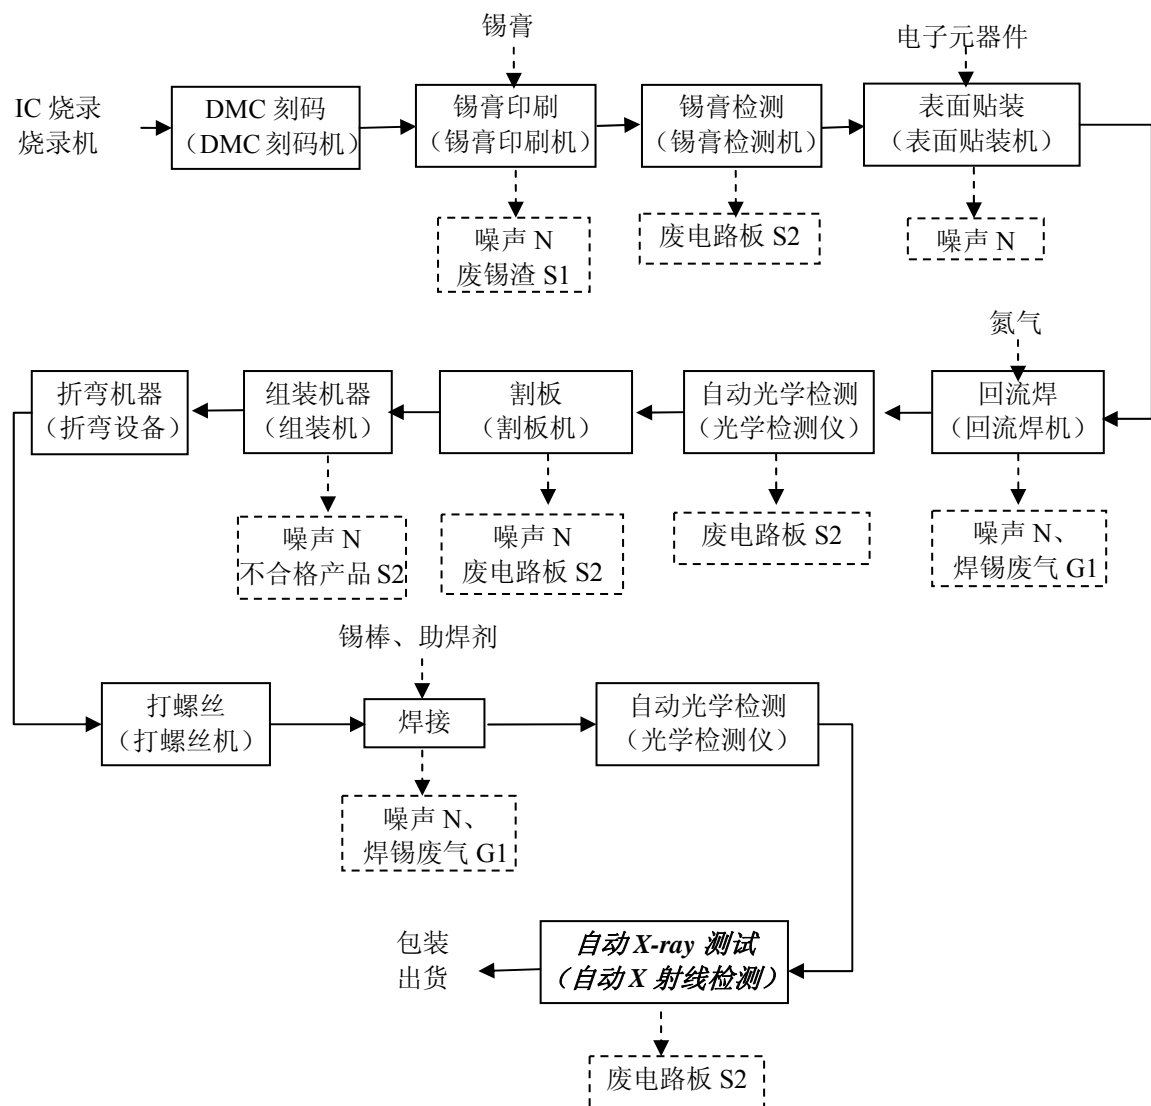 锡膏
电子元器件
IC 烧录
烧录机
DMC 刻码
（DMC 刻码机）
锡膏印刷
（锡膏印刷机）
锡膏检测
（锡膏检测机）
表面贴装
（表面贴装机）
噪声 N
废锡渣 S1
废电路板 S2
噪声 N
氮气
折弯机器
（折弯设备）
组装机器
（组装机）
割板
（割板机）
自动光学检测
（光学检测仪）
回流焊
（回流焊机）
噪声 N
不合格产品 S2
噪声 N
废电路板 S2
废电路板 S2
噪声 N、
焊锡废气 G1
锡棒、助焊剂
打螺丝
（打螺丝机）
焊接
自动光学检测
（光学检测仪）
噪声 N、
焊锡废气 G1
包装
出货
自动 X-ray 测试
（自动 X 射线检测）
废电路板 S2